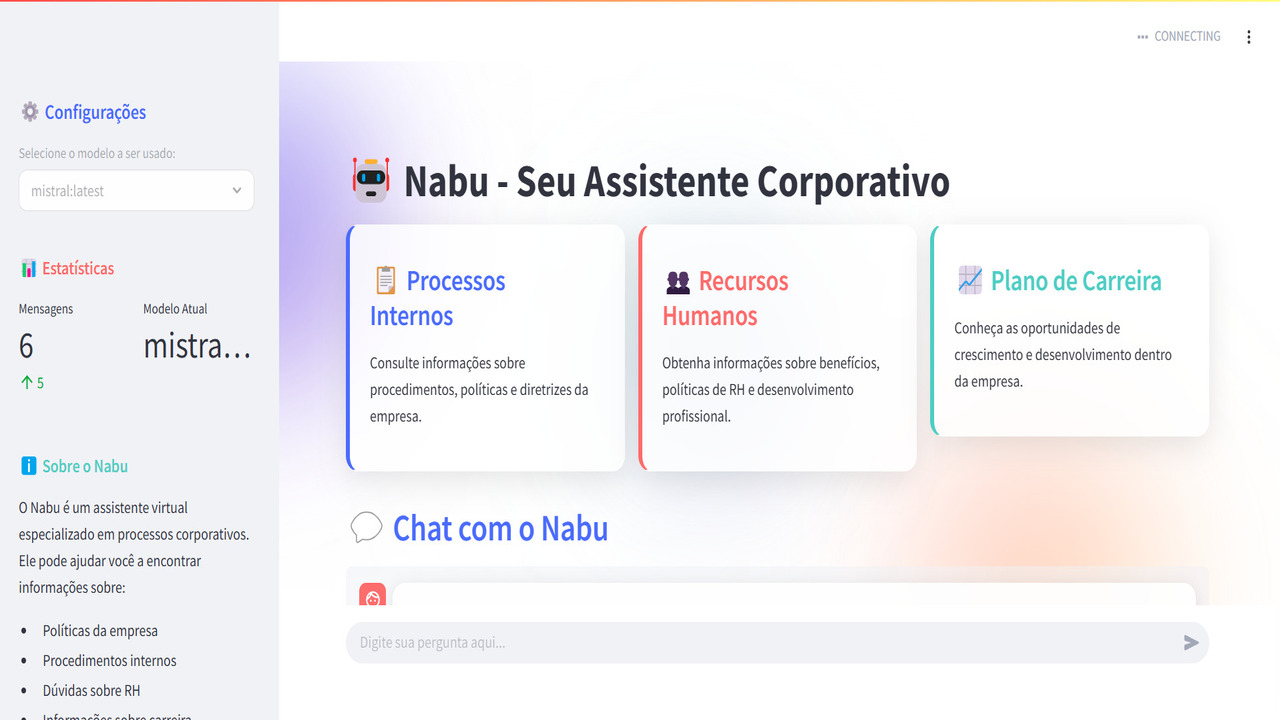 CONNECTING
Configurações
Selecione o modelo a ser usado:
mistral:latest
Estatísticas
Mensagens
6
5
Modelo Atual
mistra...
Sobre o Nabu
O Nabu é um assistente virtual
especializado em processos corporativos.
Ele pode ajudar você a encontrar
informações sobre:
Políticas da empresa
Procedimentos internos
Dúvidas sobre RH
Informações sobre carreira
Nabu - Seu Assistente Corporativo
Processos
Internos
Consulte informações sobre
procedimentos, políticas e diretrizes da
empresa.
Recursos
Humanos
Obtenha informações sobre benefícios,
políticas de RH e desenvolvimento
profissional.
Plano de Carreira
Conheça as oportunidades de
crescimento e desenvolvimento dentro
da empresa.
Chat com o Nabu
Digite sua pergunta aqui...